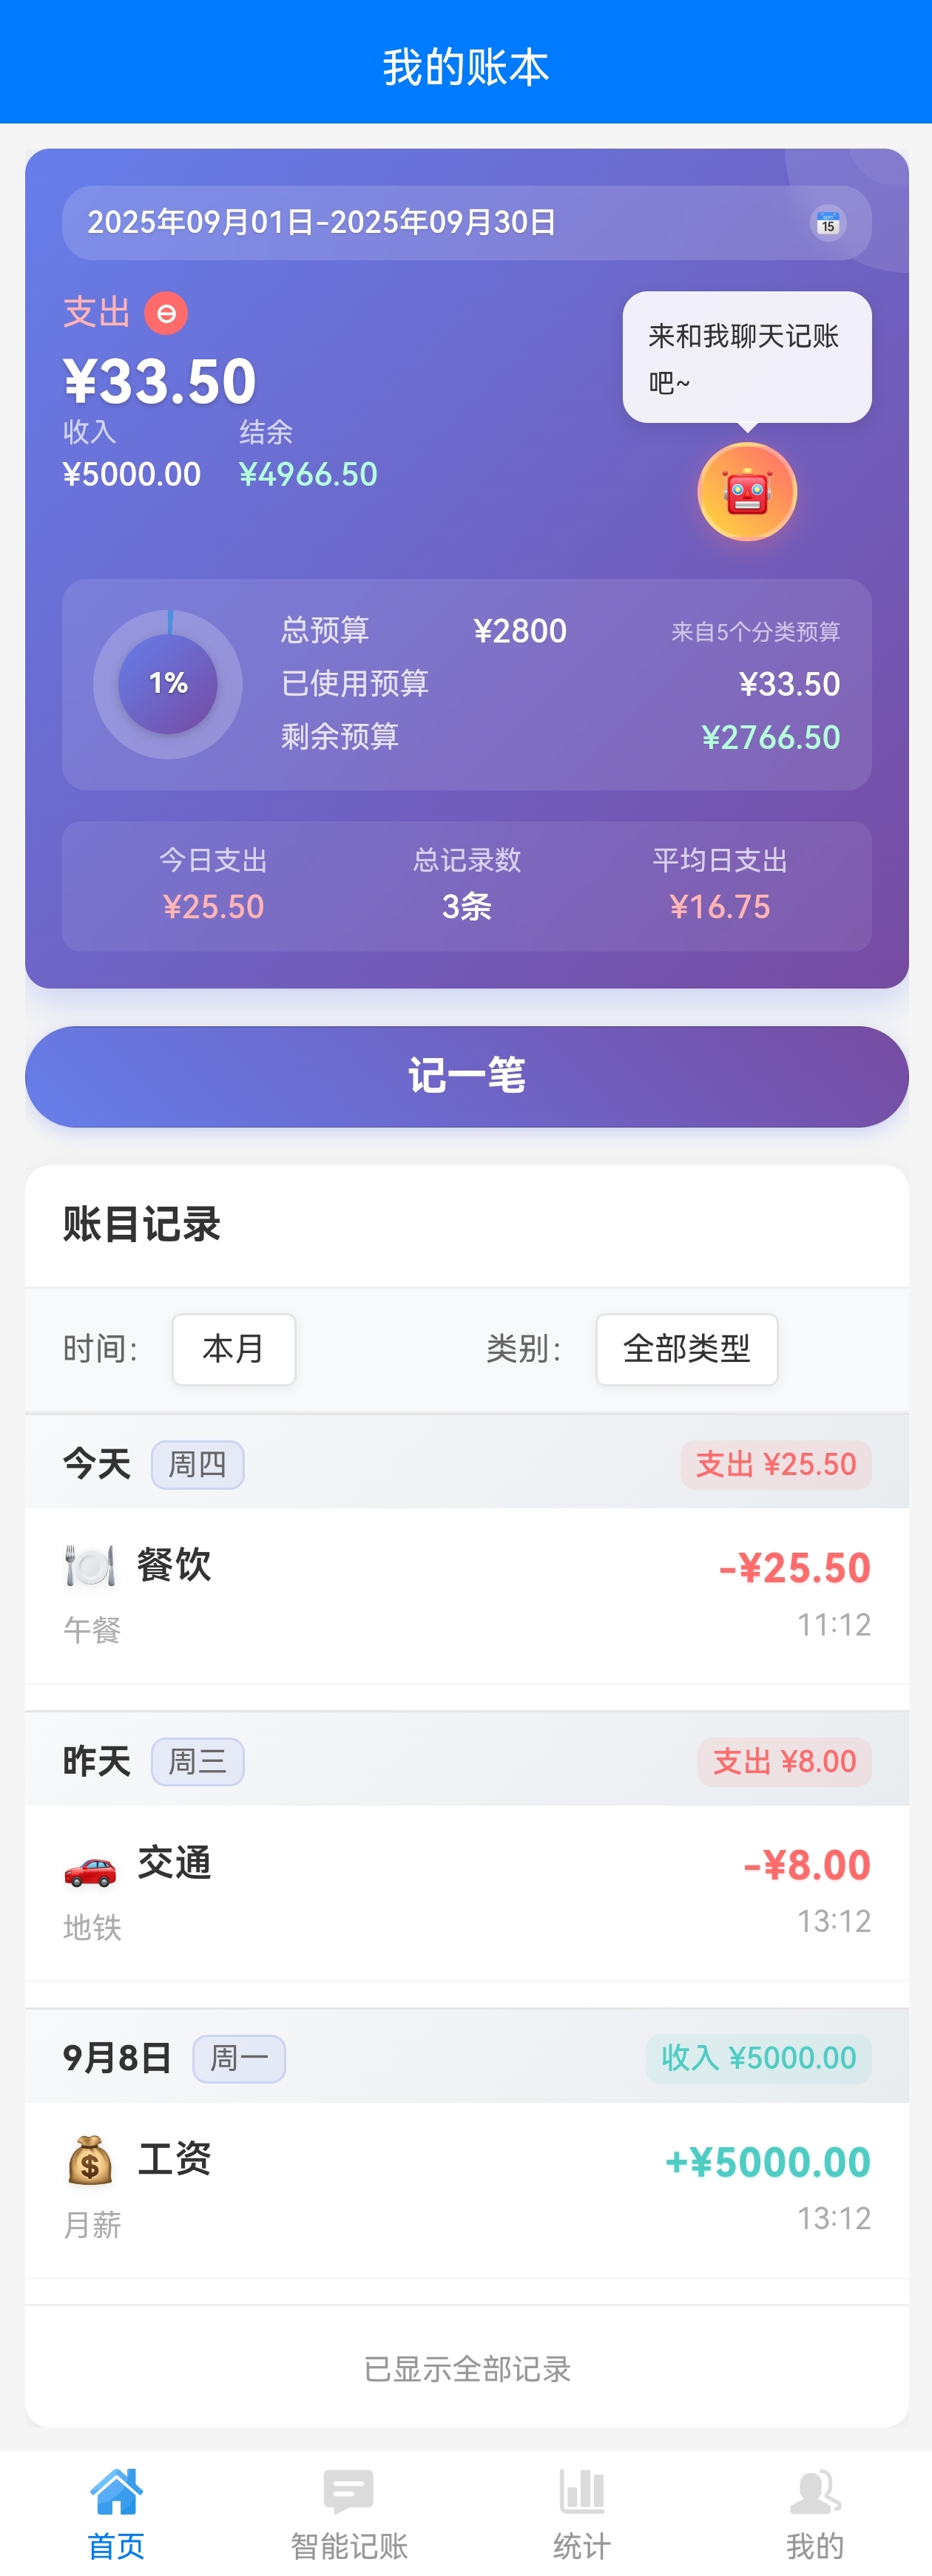 我的账本
2025年09月01日-2025年09月30日
15
支出
¥33.50
收入 结余
¥5000.00 ¥4966.50
来和我聊天记账
吧~
1%
总预算 ¥2800 来自5个分类预算
已使用预算 ¥33.50
剩余预算 ¥2766.50
今日支出 总记录数 平均日支出
¥25.50 3条 ¥16.75
记一笔
账目记录
时间: 本月 类别: 全部类型
今天 周四 支出 ¥25.50
餐饮 -¥25.50
午餐 11:12
昨天 周三 支出 ¥8.00
交通 -¥8.00
地铁 13:12
9月8日 周一 收入 ¥5000.00
工资 +¥5000.00
月薪 13:12
已显示全部记录
首页 智能记账 统计 我的